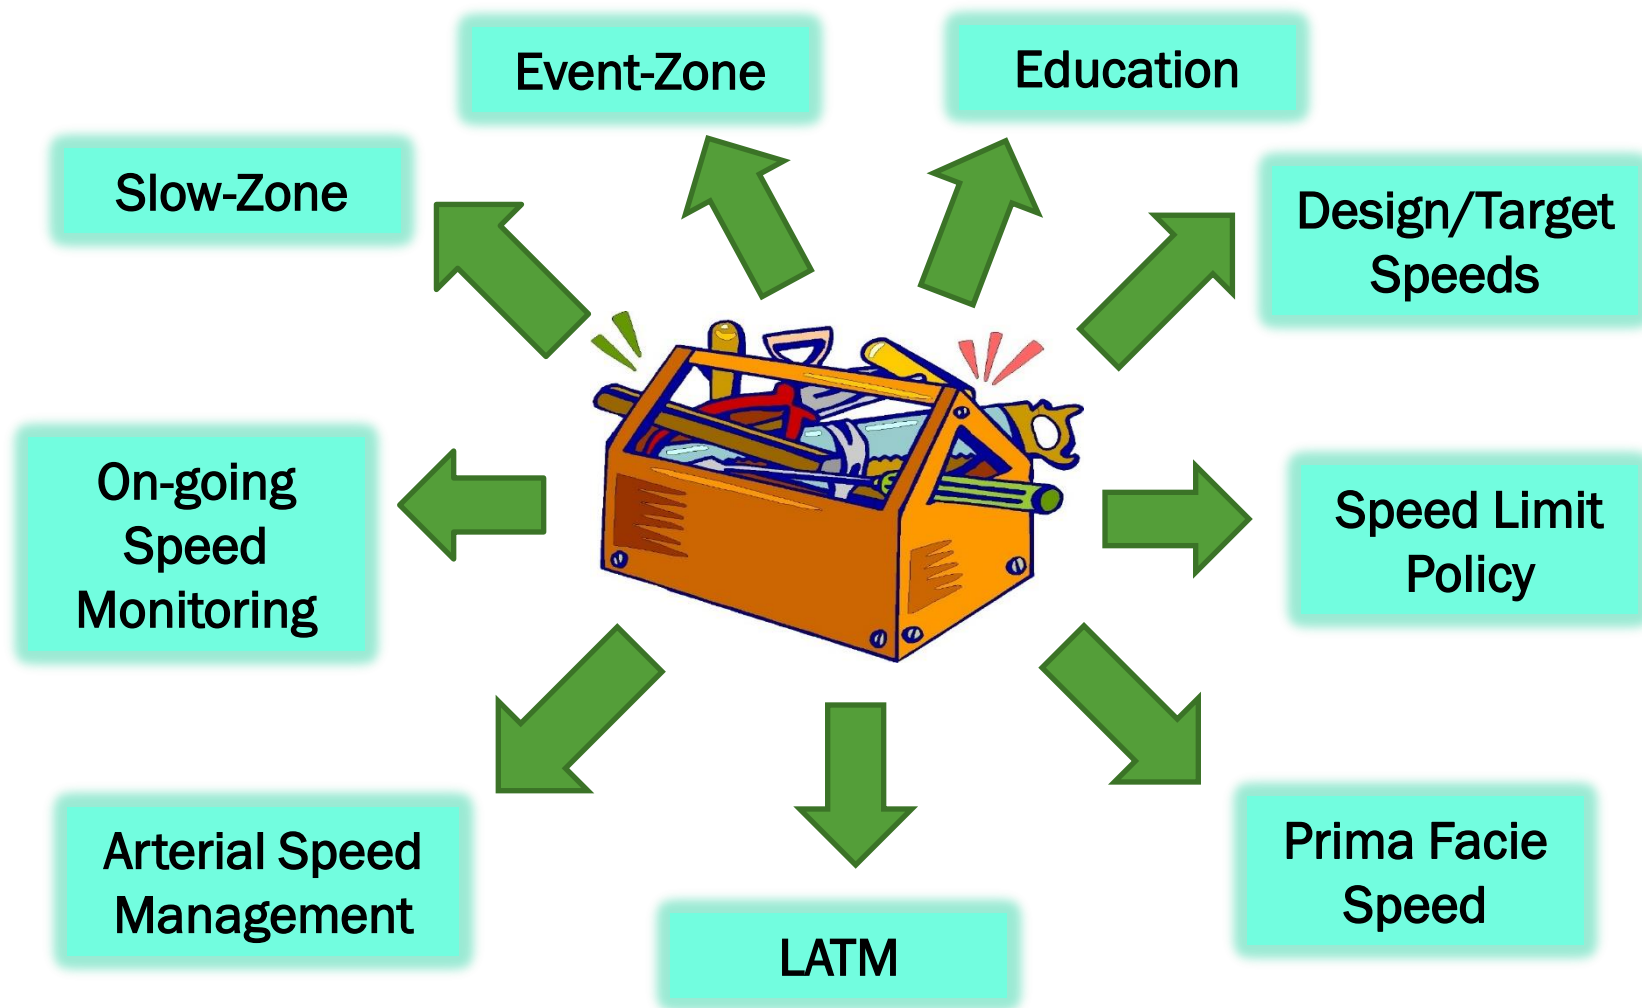 Event-Zone
Education
Slow-Zone
Design/Target
Speeds
On-going
Speed
Monitoring
Speed Limit
Policy
Arterial Speed
Management
LATM
Prima Facie
Speed